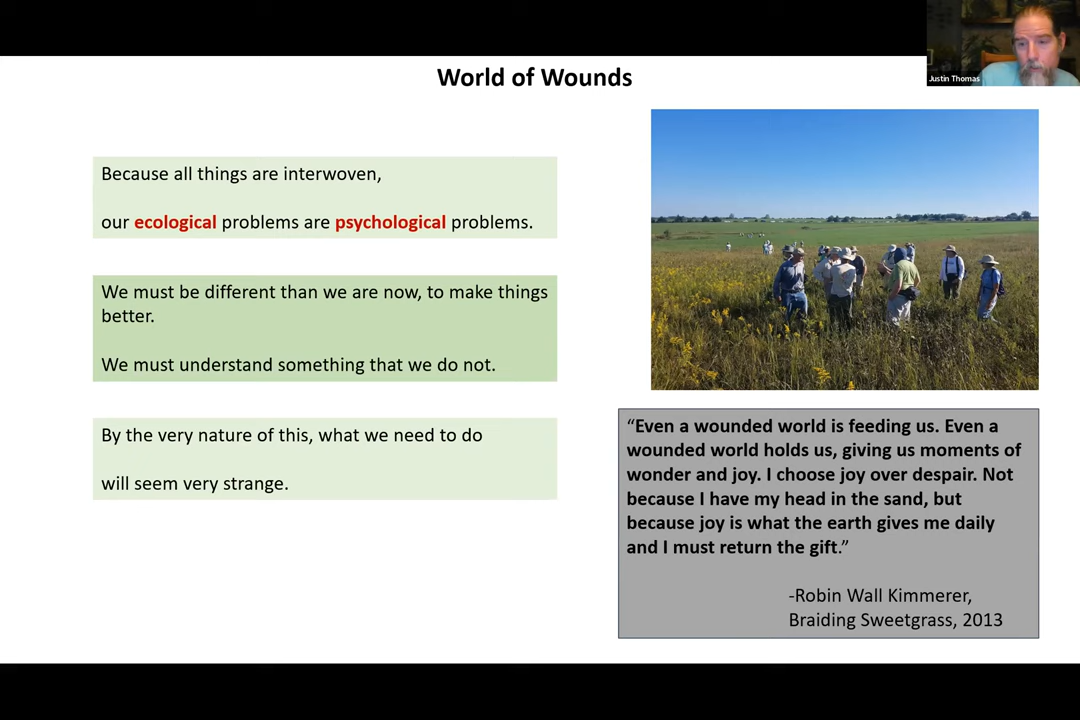 World of Wounds
Justin Thomas
Because all things are interwoven,
our ecological problems are psychological problems.
We must be different than we are now, to make things
better.
We must understand something that we do not.
By the very nature of this, what we need to do
will seem very strange.
“Even a wounded world is feeding us. Even a
wounded world holds us, giving us moments of
wonder and joy. I choose joy over despair. Not
because I have my head in the sand, but
because joy is what the earth gives me daily
and I must return the gift.”
-Robin Wall Kimmerer,
Braiding Sweetgrass, 2013